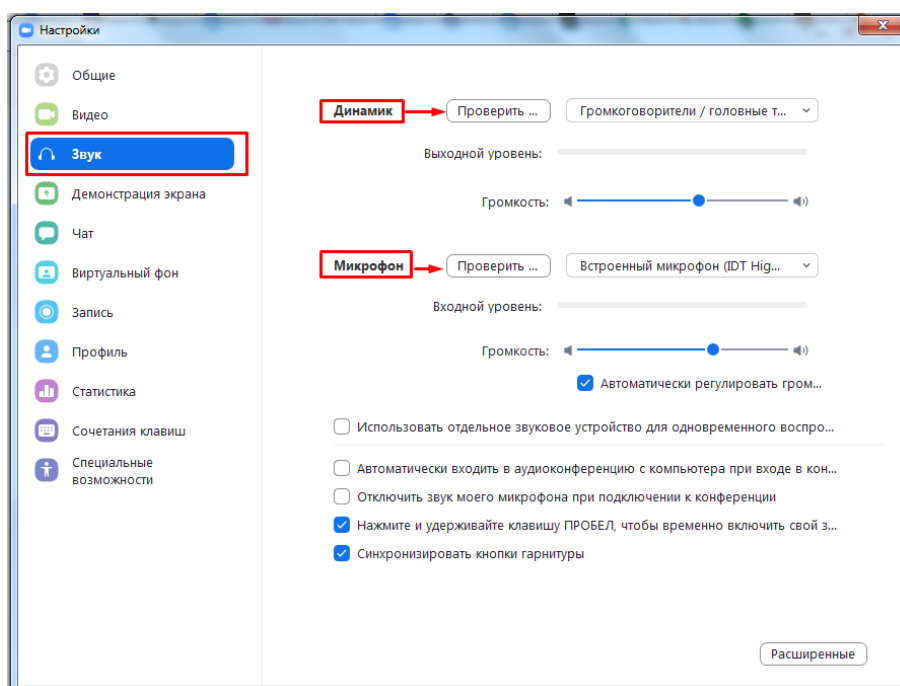 Настройки
Общие
Видео
Звук
Демонстрация экрана
Чат
Виртуальный фон
Запись
Профиль
Статистика
Сочетания клавиш
Специальные
возможности
Динамик Проверить ... Громкоговорители / головные т...
Выходной уровень:
Громкость:
Микрофон Проверить ... Встроенный микрофон (IDT Hig...
Входной уровень:
Громкость:
Автоматически регулировать гром...
Использовать отдельное звуковое устройство для одновременного воспро...
Автоматически входить в аудиоконференцию с компьютера при входе в кон...
Отключить звук моего микрофона при подключении к конференции
Нажмите и удерживайте клавишу ПРОБЕЛ, чтобы временно включить свой з...
Синхронизировать кнопки гарнитуры
Расширенные